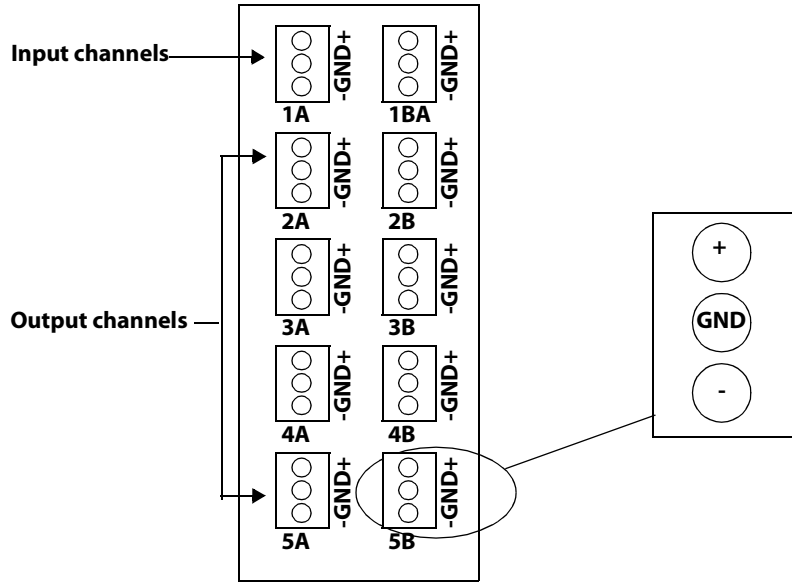 Input channels
-GND+
-GND+
1A
1BA
-GND+
-GND+
2A
2B
-GND+
-GND+
Output channels
3A
3B
-GND+
-GND+
4A
4B
-GND+
-GND+
5A
5B
+
GND
-